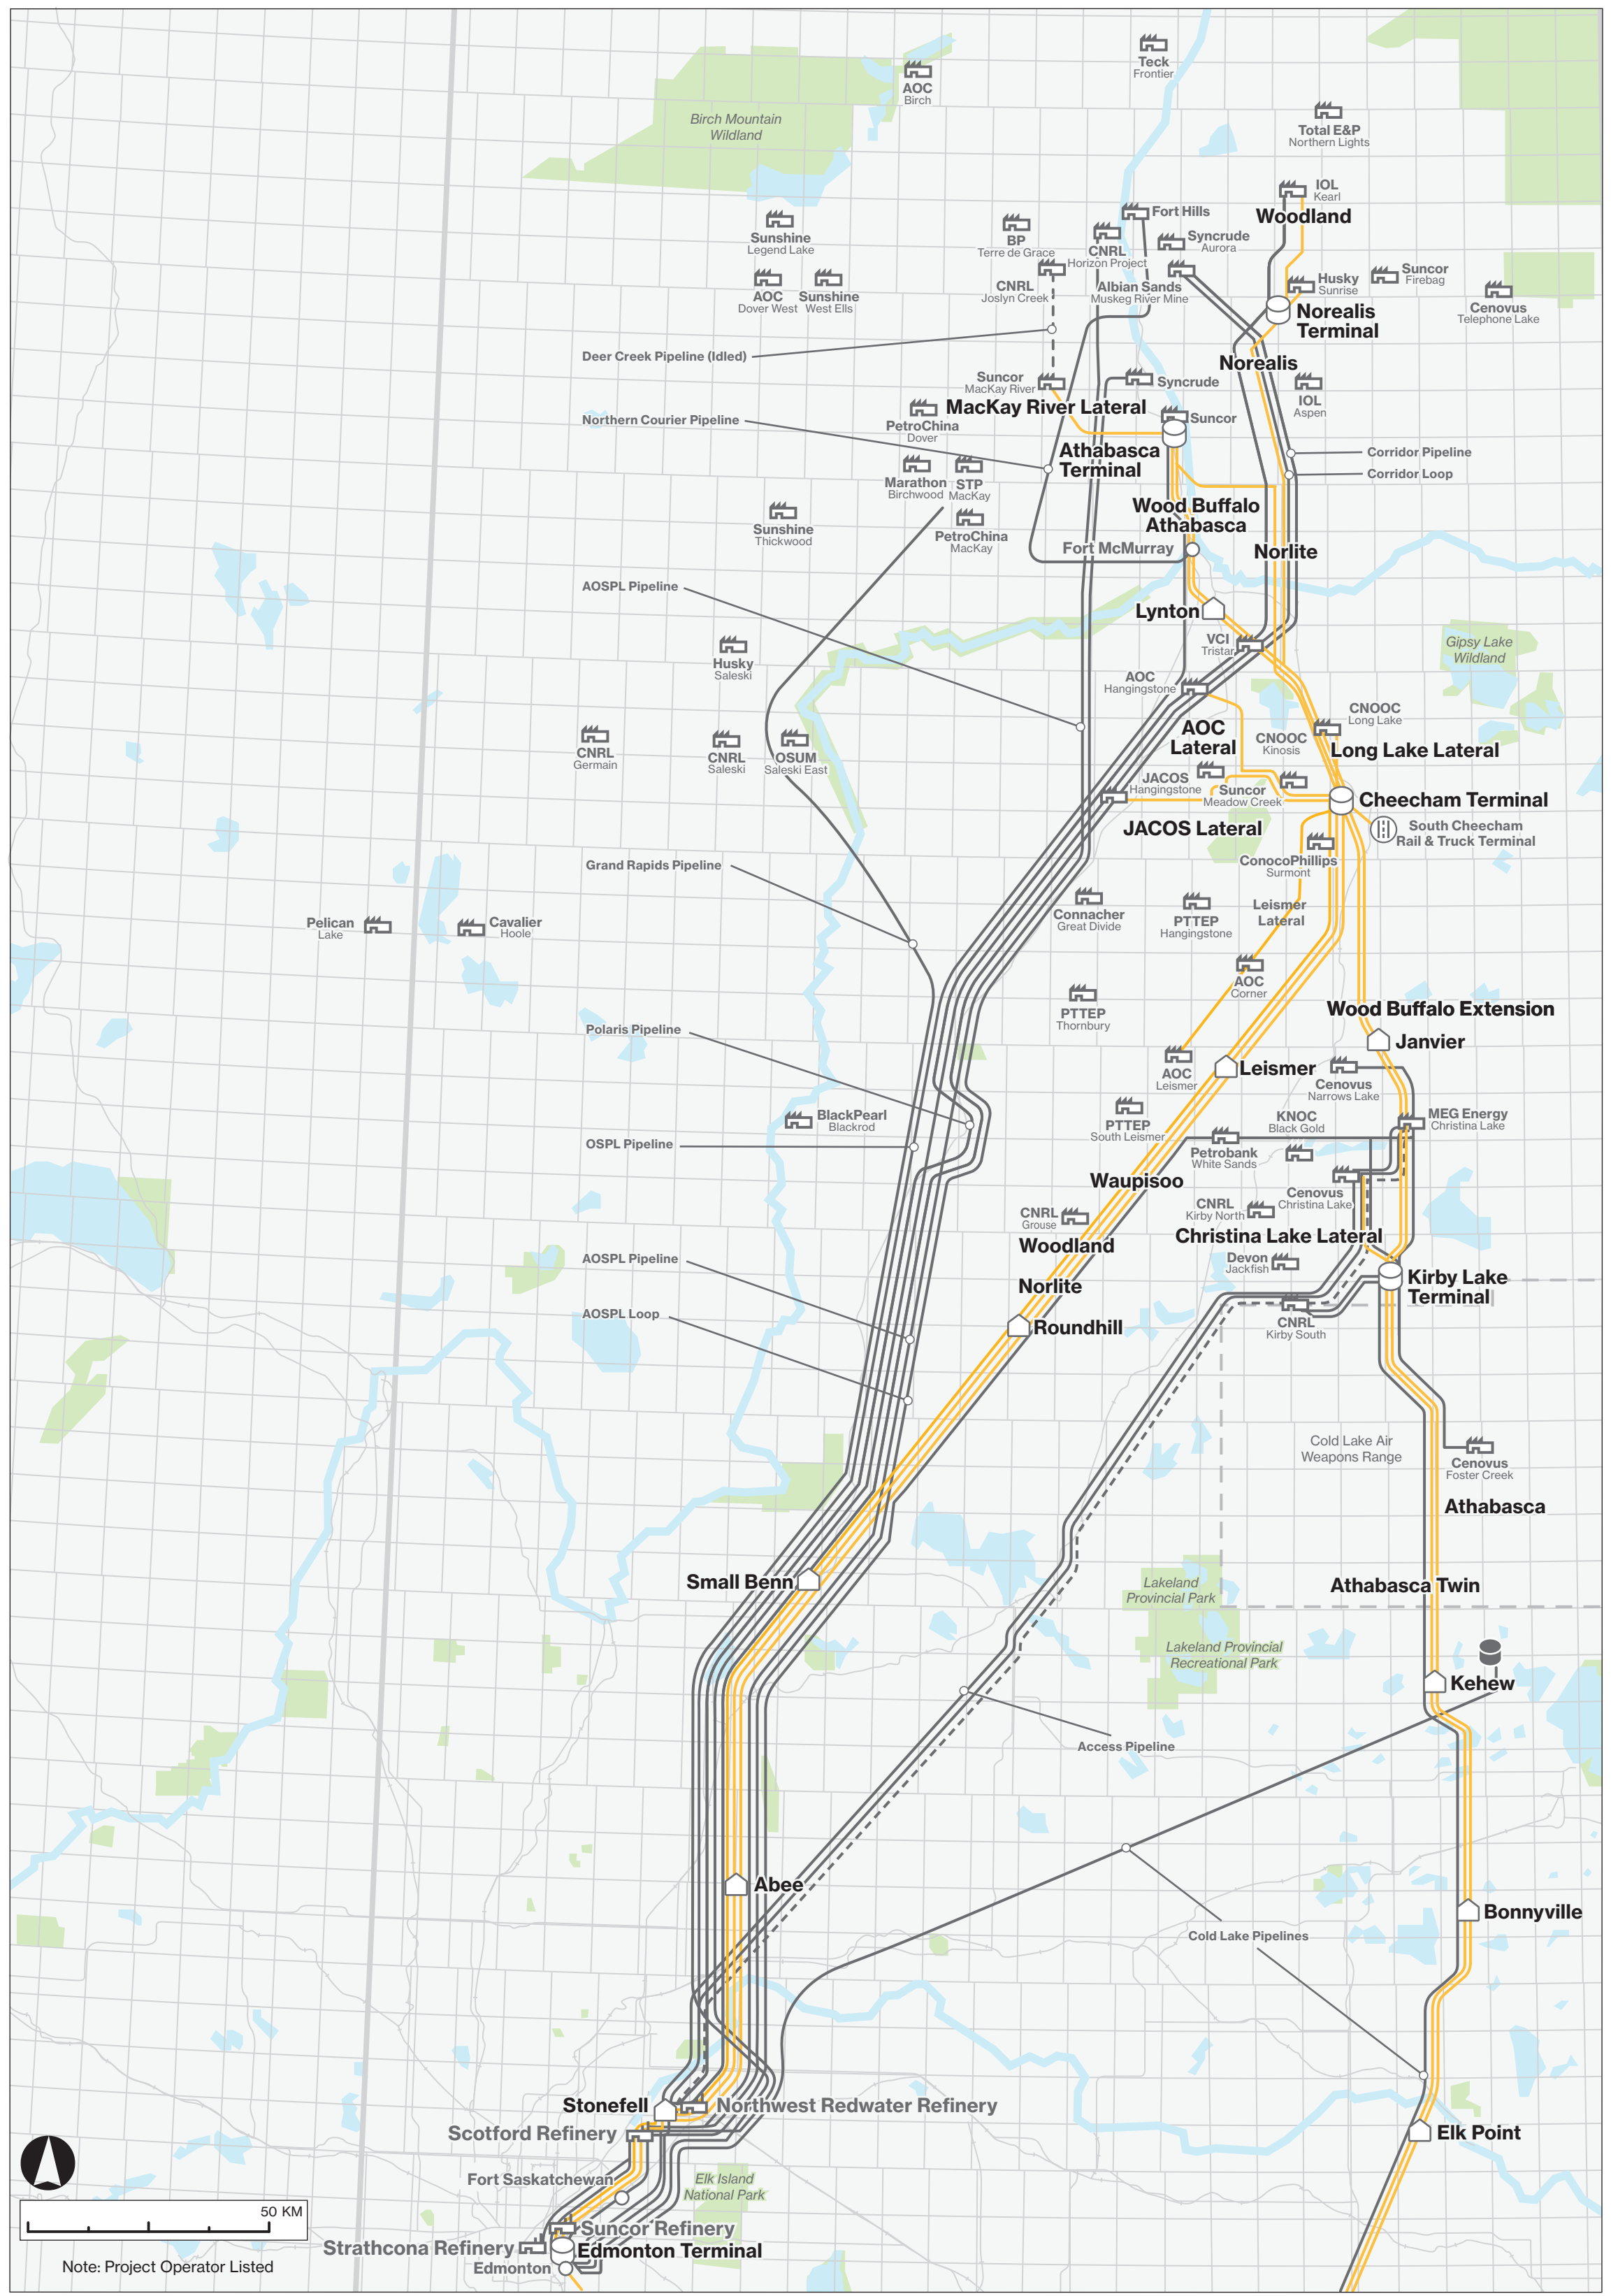 Teck
Frontier
AOC
Birch
Birch Mountain
Wildland
Total E&P
Northern Lights
IOL
Kearl
Woodland
Fort Hills
Sunshine
Legend Lake
BP
Terre de Grace
CNRL
Horizon Project
Syncrude
Aurora
AOC
Dover West
Sunshine
West Ells
CNRL
Joslyn Creek
Albian Sands
Muskeg River Mine
Husky
Sunrise
Suncor
Firebag
Cenovus
Telephone Lake
Norealis
Terminal
Deer Creek Pipeline (Idled)
Norealis
Suncor
MacKay River
Syncrude
IOL
Aspen
MacKay River Lateral
PetroChina
Dover
Northern Courier Pipeline
Suncor
Athabasca
Terminal
Corridor Pipeline
Corridor Loop
Marathon
Birchwood
STP
MacKay
Wood Buffalo
Athabasca
Sunshine
Thickwood
PetroChina
MacKay
Fort McMurray
Norlite
AOSPL Pipeline
Lynton
VCI
Tristar
Husky
Saleski
Gipsy Lake
Wildland
AOC
Hangingstone
CNOOC
Long Lake
AOC
Lateral
CNOOC
Kinosis
Long Lake Lateral
CNRL
Germain
CNRL
Saleski
OSUM
Saleski East
JACOS
Hangingstone
Suncor
Meadow Creek
Cheecham Terminal
JACOS Lateral
South Cheecham
Rail & Truck Terminal
ConocoPhillips
Surmont
Grand Rapids Pipeline
Connacher
Great Divide
PTTEP
Hangingstone
Leismer
Lateral
Pelican
Lake
Cavalier
Hoole
AOC
Corner
PTTEP
Thornbury
Wood Buffalo Extension
Polaris Pipeline
Janvier
AOC
Leismer
Leismer
Cenovus
Narrows Lake
BlackPearl
Blackrod
PTTEP
South Leismer
KNOC
Black Gold
MEG Energy
Christina Lake
OSPL Pipeline
Petrobank
White Sands
Waupisoo
Cenovus
Christina Lake
CNRL
Grouse
CNRL
Kirby North
Christina Lake Lateral
Woodland
AOSPL Pipeline
Devon
Jackfish
Norlite
Kirby Lake
Terminal
AOSPL Loop
Roundhill
CNRL
Kirby South
Cold Lake Air
Weapons Range
Cenovus
Foster Creek
Athabasca
Small Benn
Lakeland
Provincial Park
Athabasca Twin
Lakeland Provincial
Recreational Park
Kehew
Access Pipeline
Abee
Bonnyville
Cold Lake Pipelines
Stonefell
Northwest Redwater Refinery
Scotford Refinery
Elk Point
Fort Saskatchewan
Elk Island
National Park
50 KM
Suncor Refinery
Strathcona Refinery
Edmonton Terminal
Edmonton
Note: Project Operator Listed